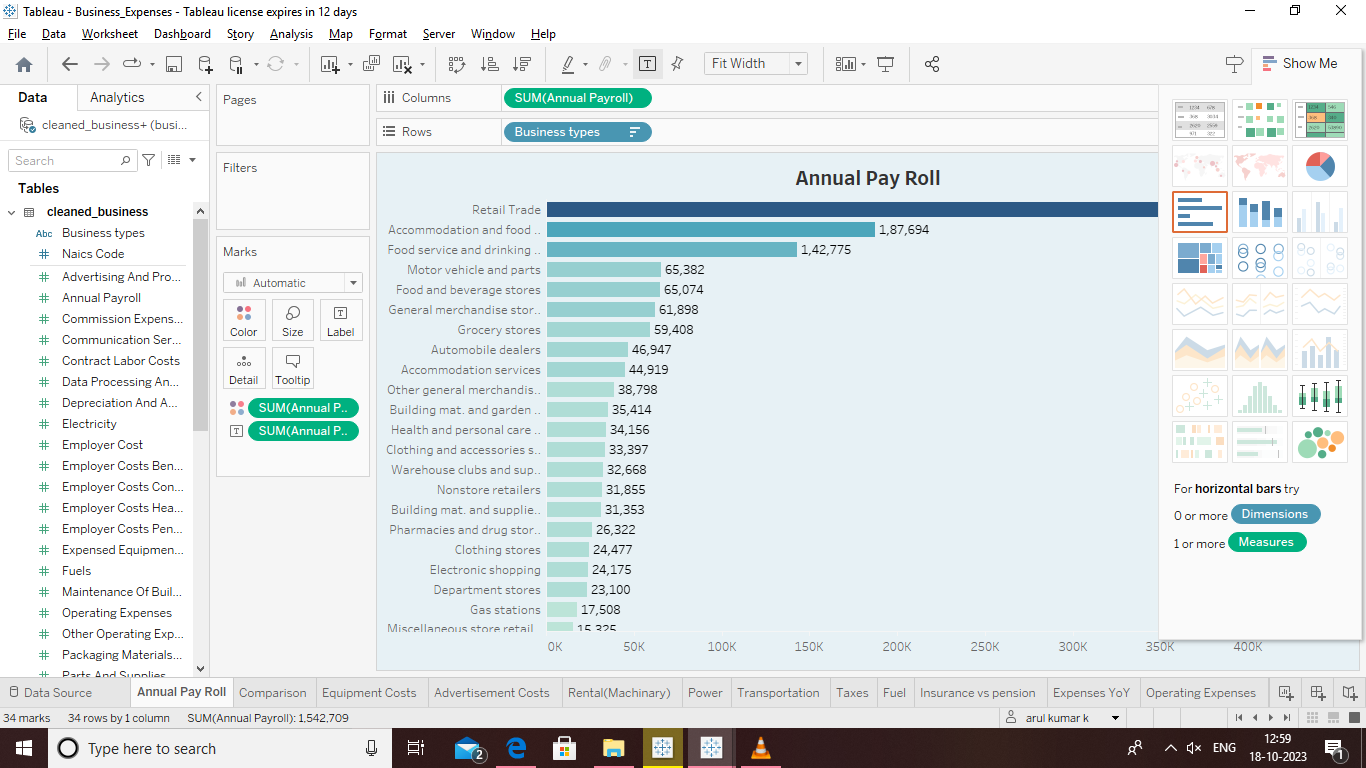 Tableau - Business_Expenses - Tableau license expires in 12 days
File Data Worksheet Dashboard Story Analysis Map Format Server Window Help
Fit Width
Show Me
Data Analytics
cleaned_business+ (busi...
Search
Tables
cleaned_business
Abc Business types
Naics Code
Advertising And Pro...
Annual Payroll
Commission Expens...
Communication Ser...
Contract Labor Costs
Data Processing An...
Depreciation And A...
Electricity
Employer Cost
Employer Costs Ben...
Employer Costs Con...
Employer Costs Hea...
Employer Costs Pen...
Expensed Equipmen...
Fuels
Maintenance Of Buil...
Operating Expenses
Other Operating Exp...
Packaging Materials...
Parts And Supplies
Pages
Filters
Marks
Automatic
Color Size Label
Detail Tooltip
SUM(Annual P..
SUM(Annual P..
Columns SUM(Annual Payroll)
Rows Business types
Annual Pay Roll
Retail Trade
Accommodation and food .. 1,87,694
Food service and drinking .. 1,42,775
Motor vehicle and parts 65,382
Food and beverage stores 65,074
General merchandise stor.. 61,898
Grocery stores 59,408
Automobile dealers 46,947
Accommodation services 44,919
Other general merchandis.. 38,798
Building mat. and garden .. 35,414
Health and personal care .. 34,156
Clothing and accessories s.. 33,397
Warehouse clubs and sup.. 32,668
Nonstore retailers 31,855
Building mat. and supplie.. 31,353
Pharmacies and drug stor.. 26,322
Clothing stores 24,477
Electronic shopping 24,175
Department stores 23,100
Gas stations 17,508
Miscellaneous store retail.. 15,325
0K 50K 100K 150K 200K 250K 300K 350K 400K
For horizontal bars try
0 or more Dimensions
1 or more Measures
Data Source Annual Pay Roll Comparison Equipment Costs Advertisement Costs Rental(Machinary) Power Transportation Taxes Fuel Insurance vs pension Expenses YoY Operating Expenses
34 marks 34 rows by 1 column SUM(Annual Payroll): 1,542,709 arul kumar k
Type here to search 2 ENG 12:59
18-10-2023 1